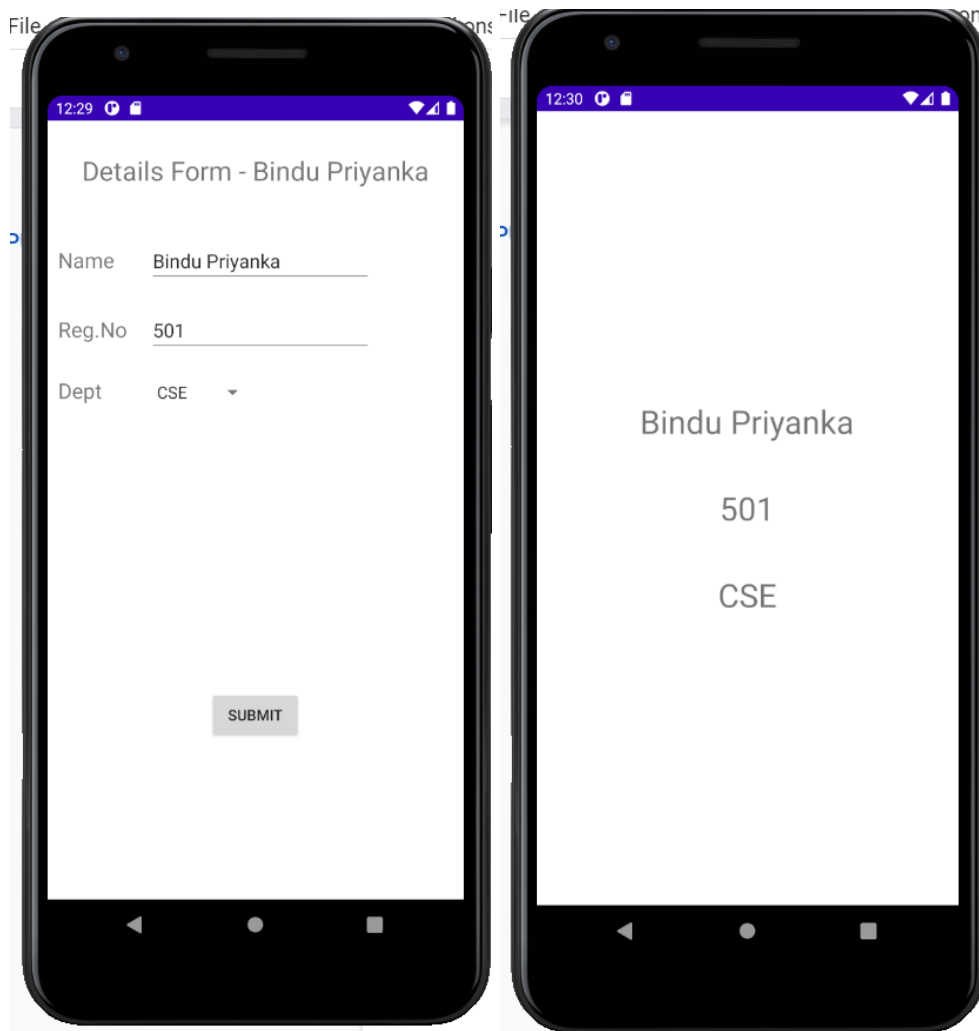 File
12:29
Details Form - Bindu Priyanka
Name Bindu Priyanka
Reg.No 501
Dept CSE
SUBMIT
File
12:30
Bindu Priyanka
501
CSE